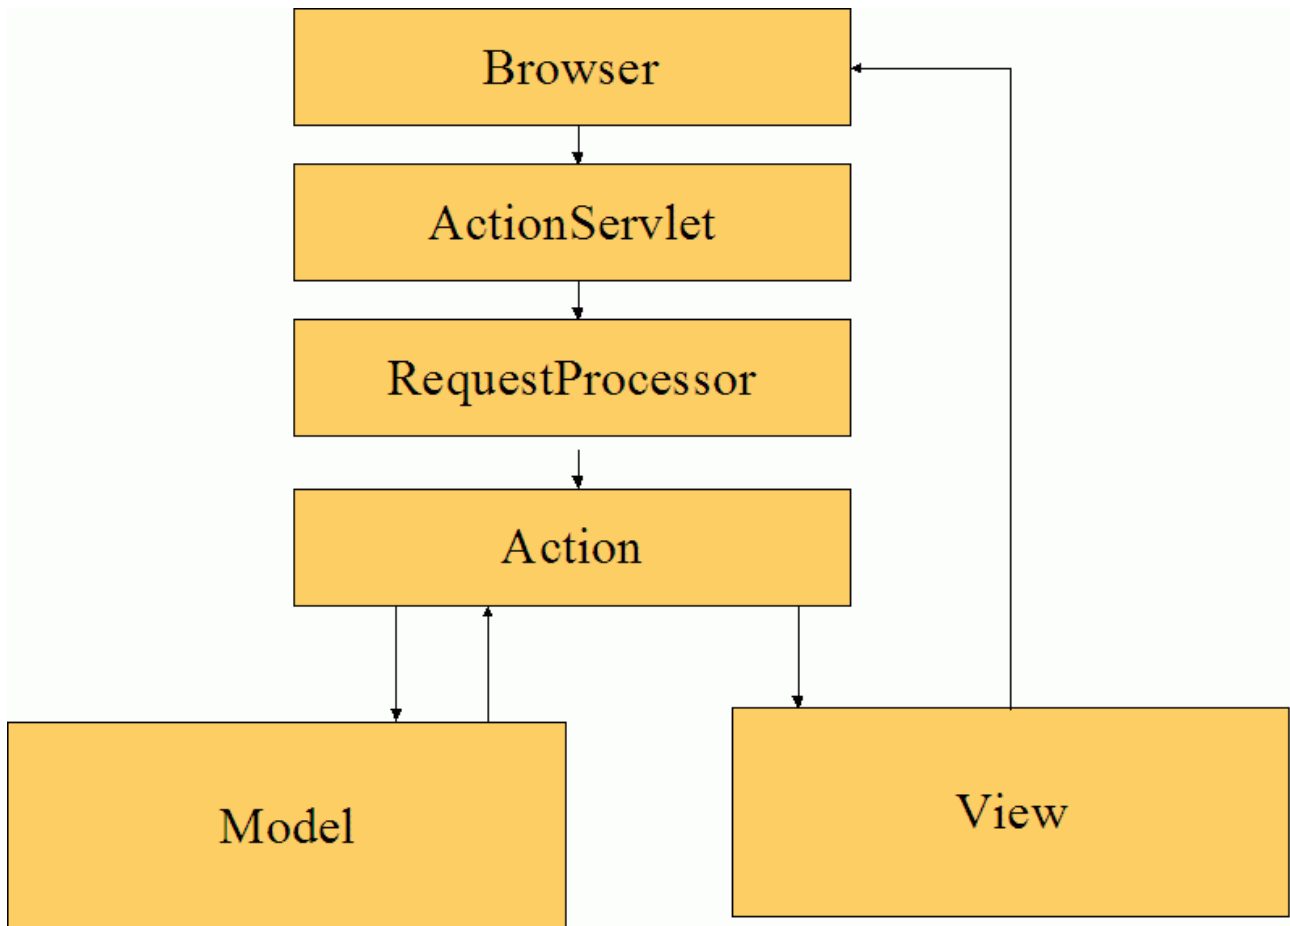 Browser
ActionServlet
RequestProcessor
Action
Model
View